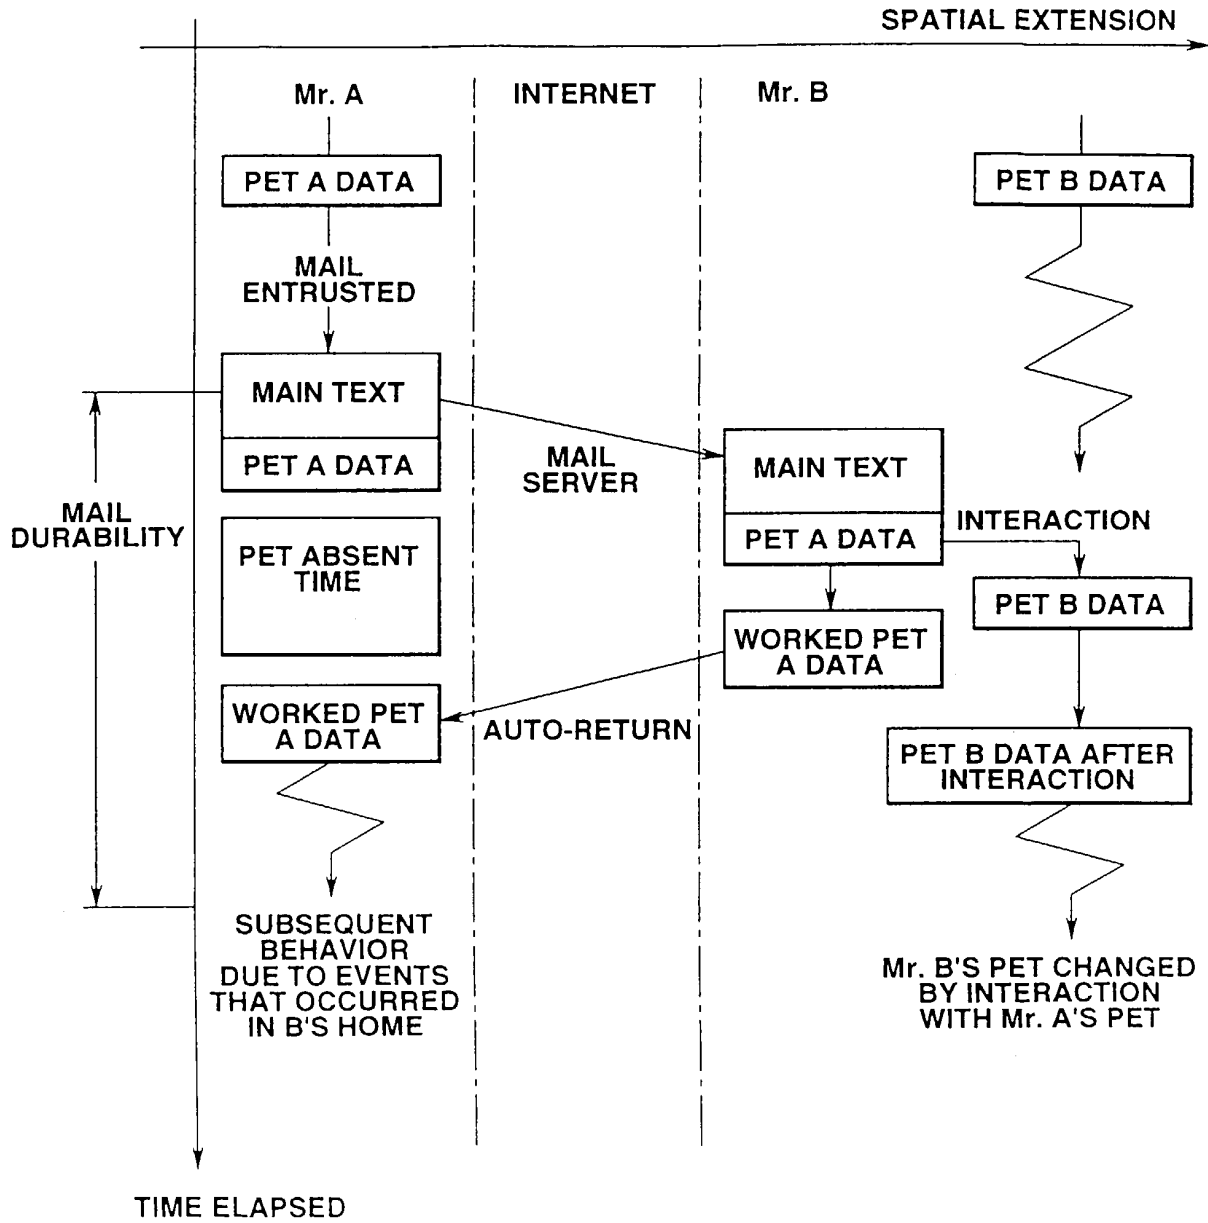 SPATIAL EXTENSION
Mr. A
INTERNET
Mr. B
PET A DATA
PET B DATA
MAIL
ENTRUSTED
MAIN TEXT
PET A DATA
MAIL
SERVER
MAIN TEXT
PET A DATA
INTERACTION
MAIL
DURABILITY
PET ABSENT
TIME
PET B DATA
WORKED PET
A DATA
WORKED PET
A DATA
AUTO-RETURN
PET B DATA AFTER
INTERACTION
SUBSEQUENT
BEHAVIOR
DUE TO EVENTS
THAT OCCURRED
IN B'S HOME
Mr. B'S PET CHANGED
BY INTERACTION
WITH Mr. A'S PET
TIME ELAPSED